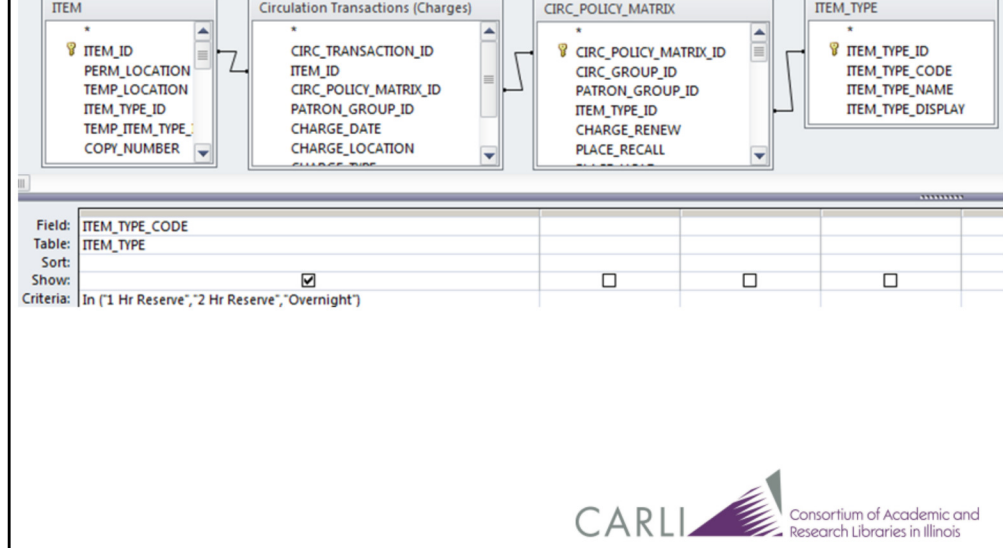 ITEM
*
ITEM_ID
PERM_LOCATION
TEMP_LOCATION
ITEM_TYPE_ID
TEMP_ITEM_TYPE_
COPY_NUMBER
Circulation Transactions (Charges)
*
CIRC_TRANSACTION_ID
ITEM_ID
CIRC_POLICY_MATRIX_ID
PATRON_GROUP_ID
CHARGE_DATE
CHARGE_LOCATION
CHARGE_TYPE
CIRC_POLICY_MATRIX
*
CIRC_POLICY_MATRIX_ID
CIRC_GROUP_ID
PATRON_GROUP_ID
ITEM_TYPE_ID
CHARGE_RENEW
PLACE_RECALL
ITEM_TYPE
*
ITEM_TYPE_ID
ITEM_TYPE_CODE
ITEM_TYPE_NAME
ITEM_TYPE_DISPLAY
Field: ITEM_TYPE_CODE
Table: ITEM_TYPE
Sort:
Show:
Criteria: In ("1 Hr Reserve","2 Hr Reserve","Overnight")
CARLI
Consortium of Academic and
Research Libraries in Illinois